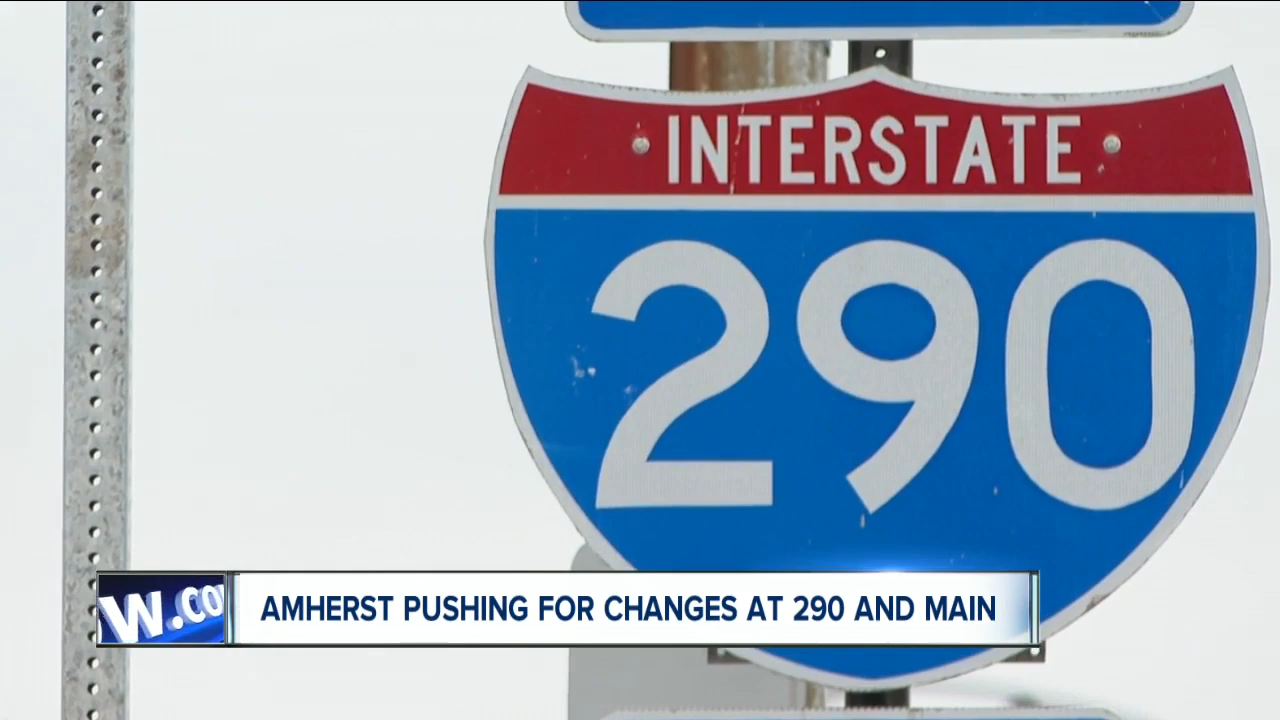 INTERSTATE
290
W.CO
AMHERST PUSHING FOR CHANGES AT 290 AND MAIN